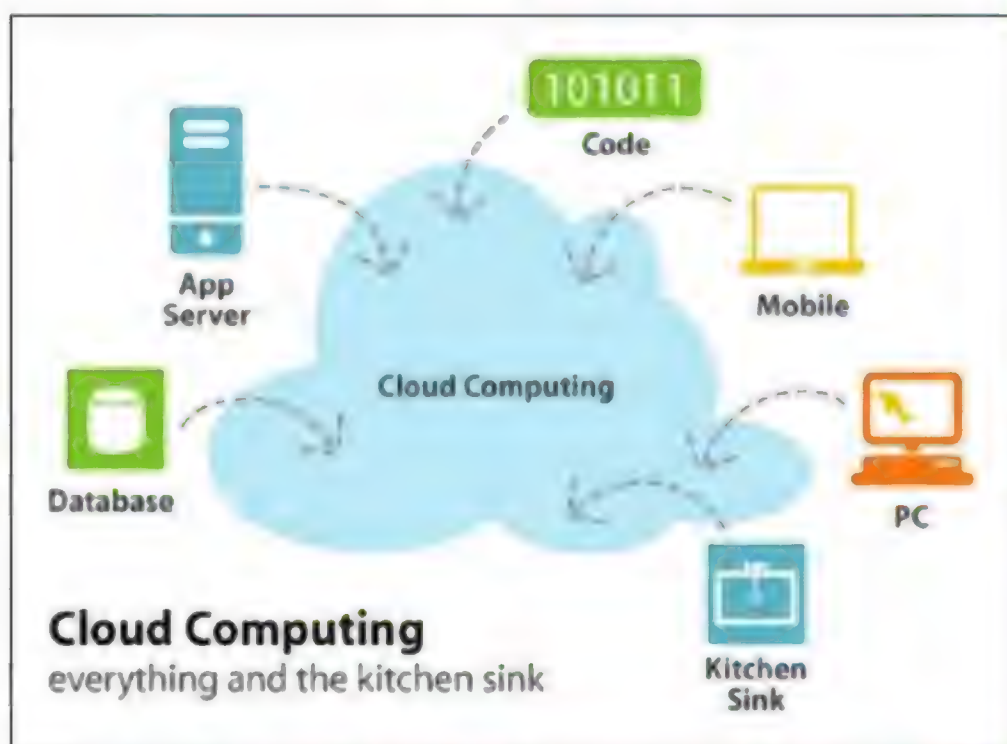 101011
Code
App
Server
Mobile
Cloud Computing
Database
PC
Kitchen
Sink
Cloud Computing
everything and the kitchen sink